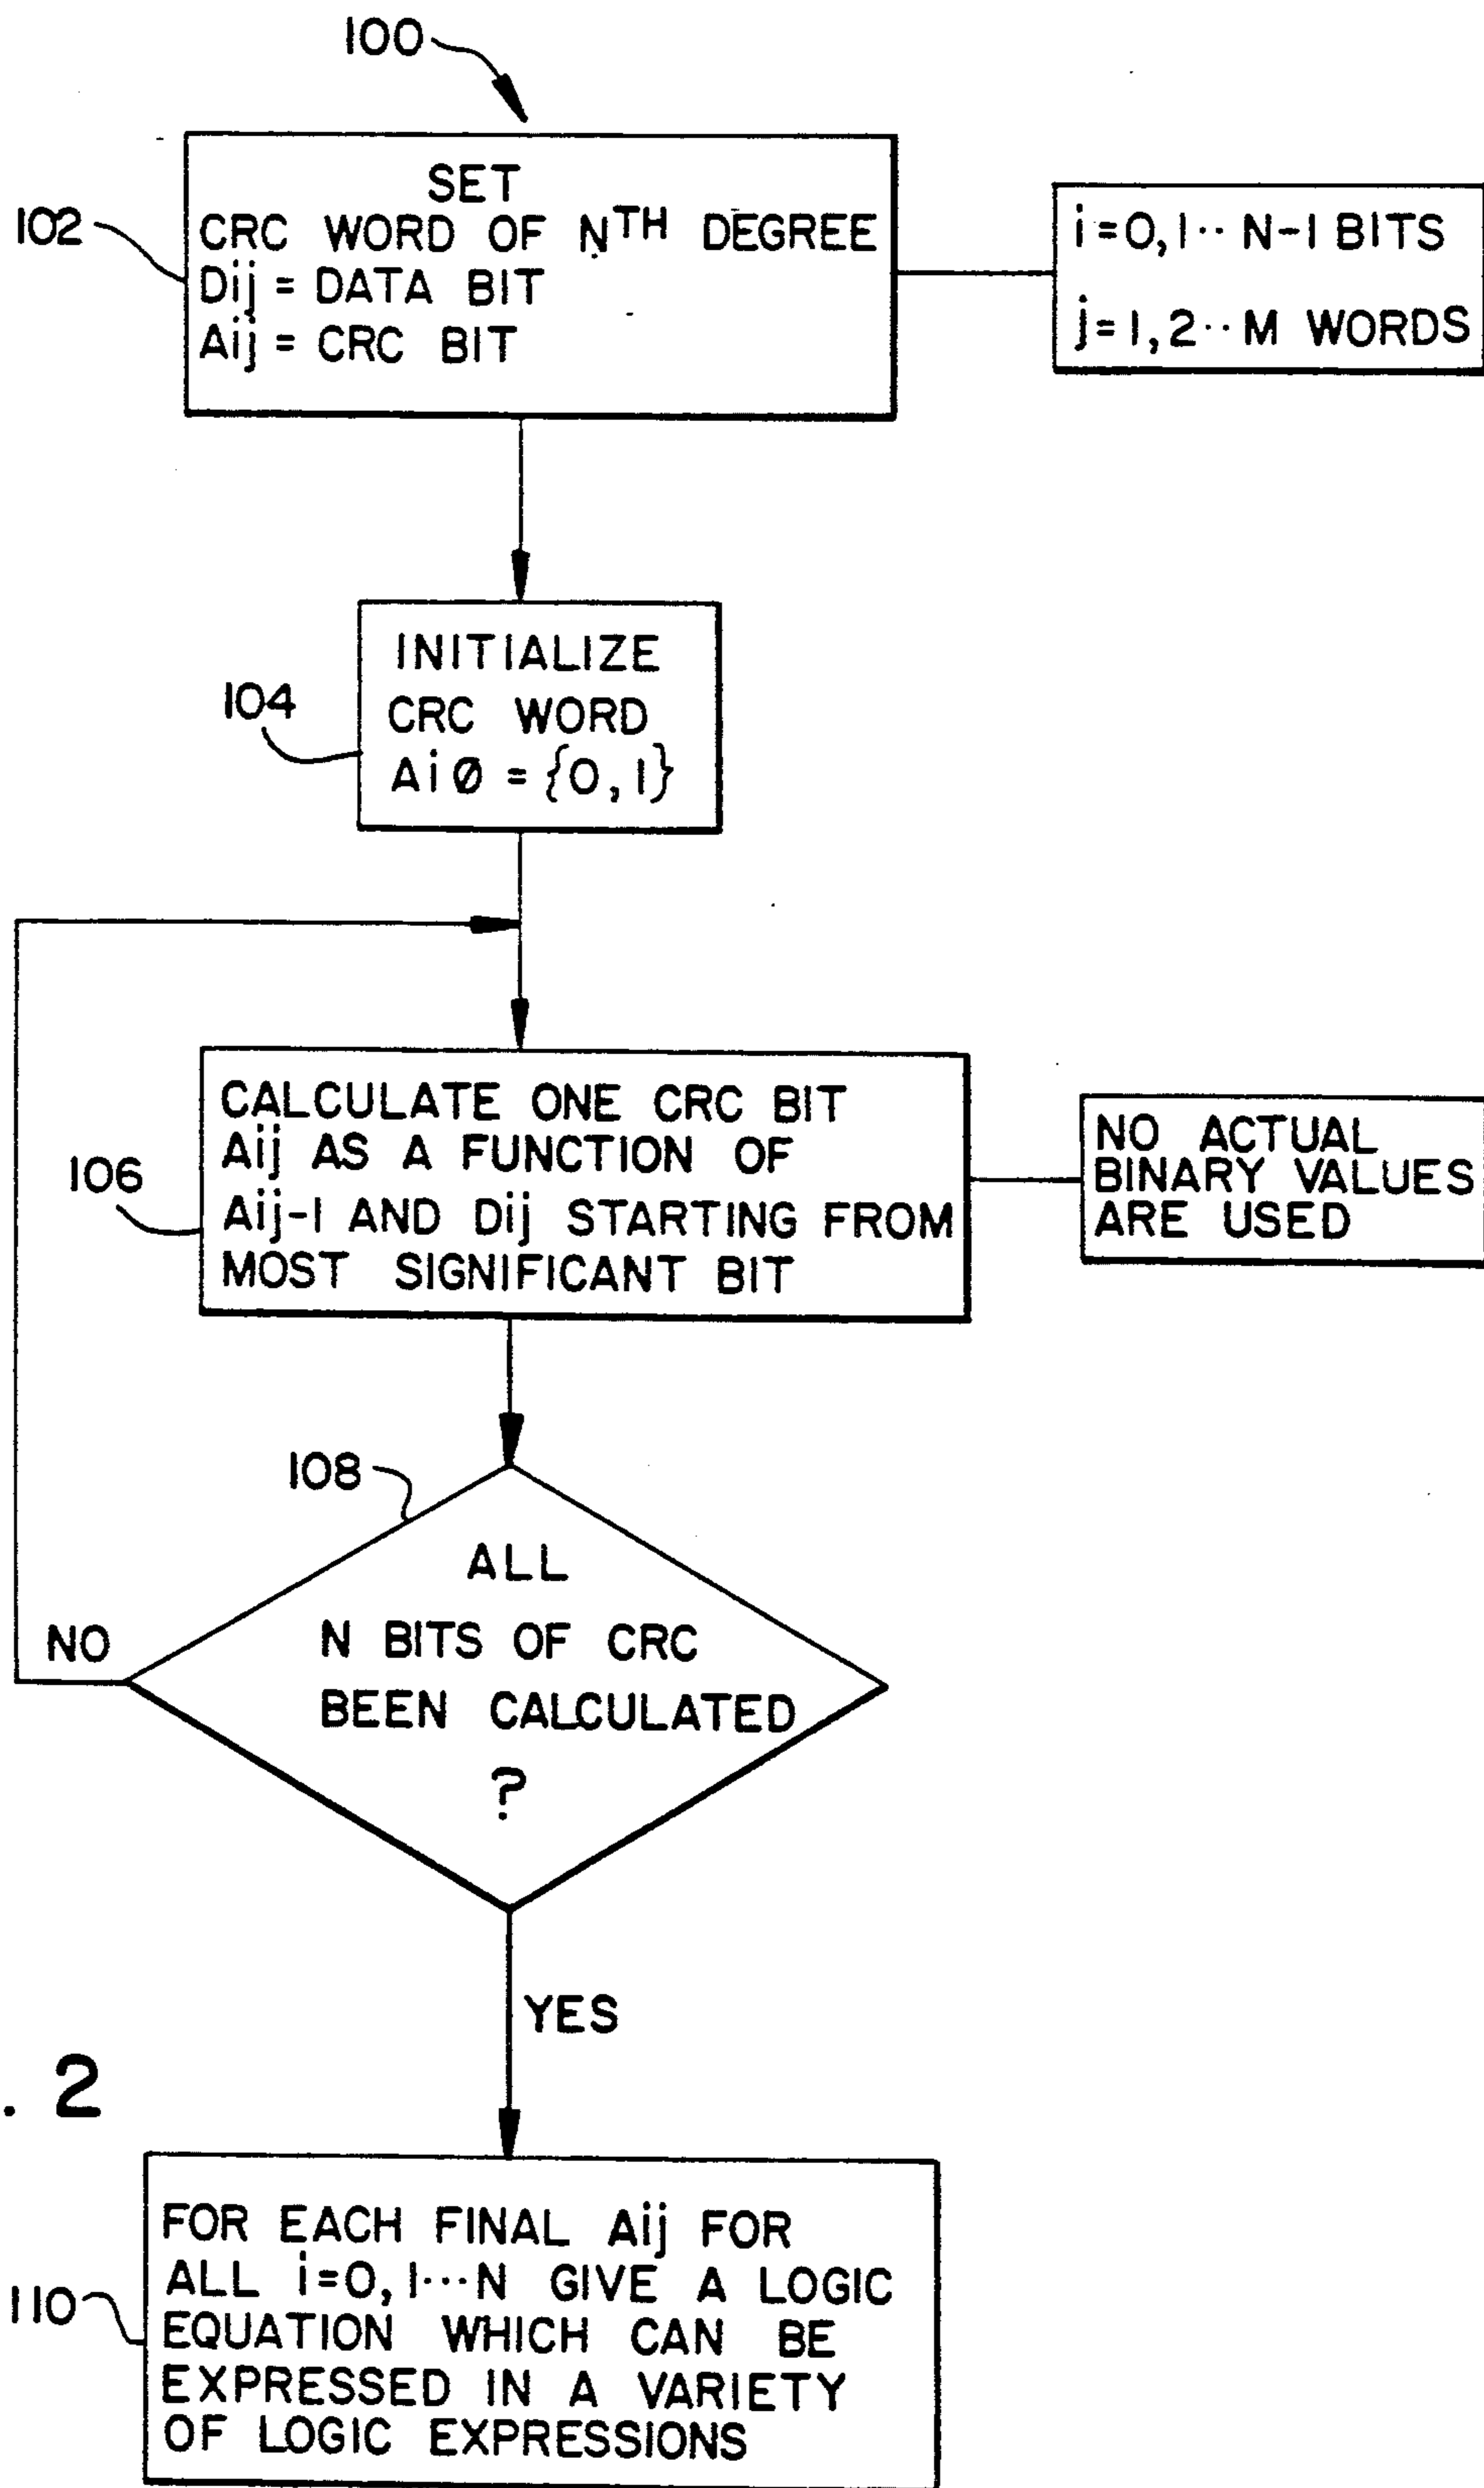 100
102
SET
CRC WORD OF NTH DEGREE
Dij = DATA BIT
Aij = CRC BIT
i=0,1·· N-1 BITS
j=1,2·· M WORDS
104
INITIALIZE
CRC WORD
AiØ = {0,1}
106
CALCULATE ONE CRC BIT
Aij AS A FUNCTION OF
Aij-1 AND Dij STARTING FROM
MOST SIGNIFICANT BIT
NO ACTUAL
BINARY VALUES
ARE USED
108
ALL
N BITS OF CRC
BEEN CALCULATED
?
NO
YES
. 2
110
FOR EACH FINAL Aij FOR
ALL i=0,1···N GIVE A LOGIC
EQUATION WHICH CAN BE
EXPRESSED IN A VARIETY
OF LOGIC EXPRESSIONS